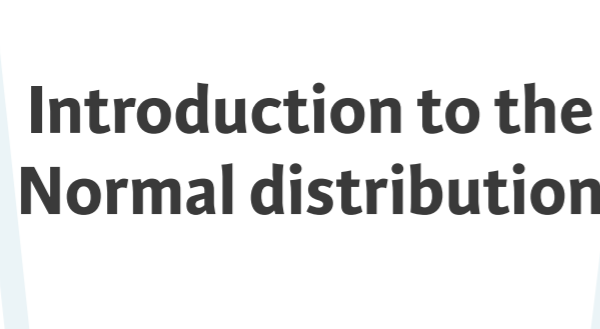 Introduction to the
Normal distribution